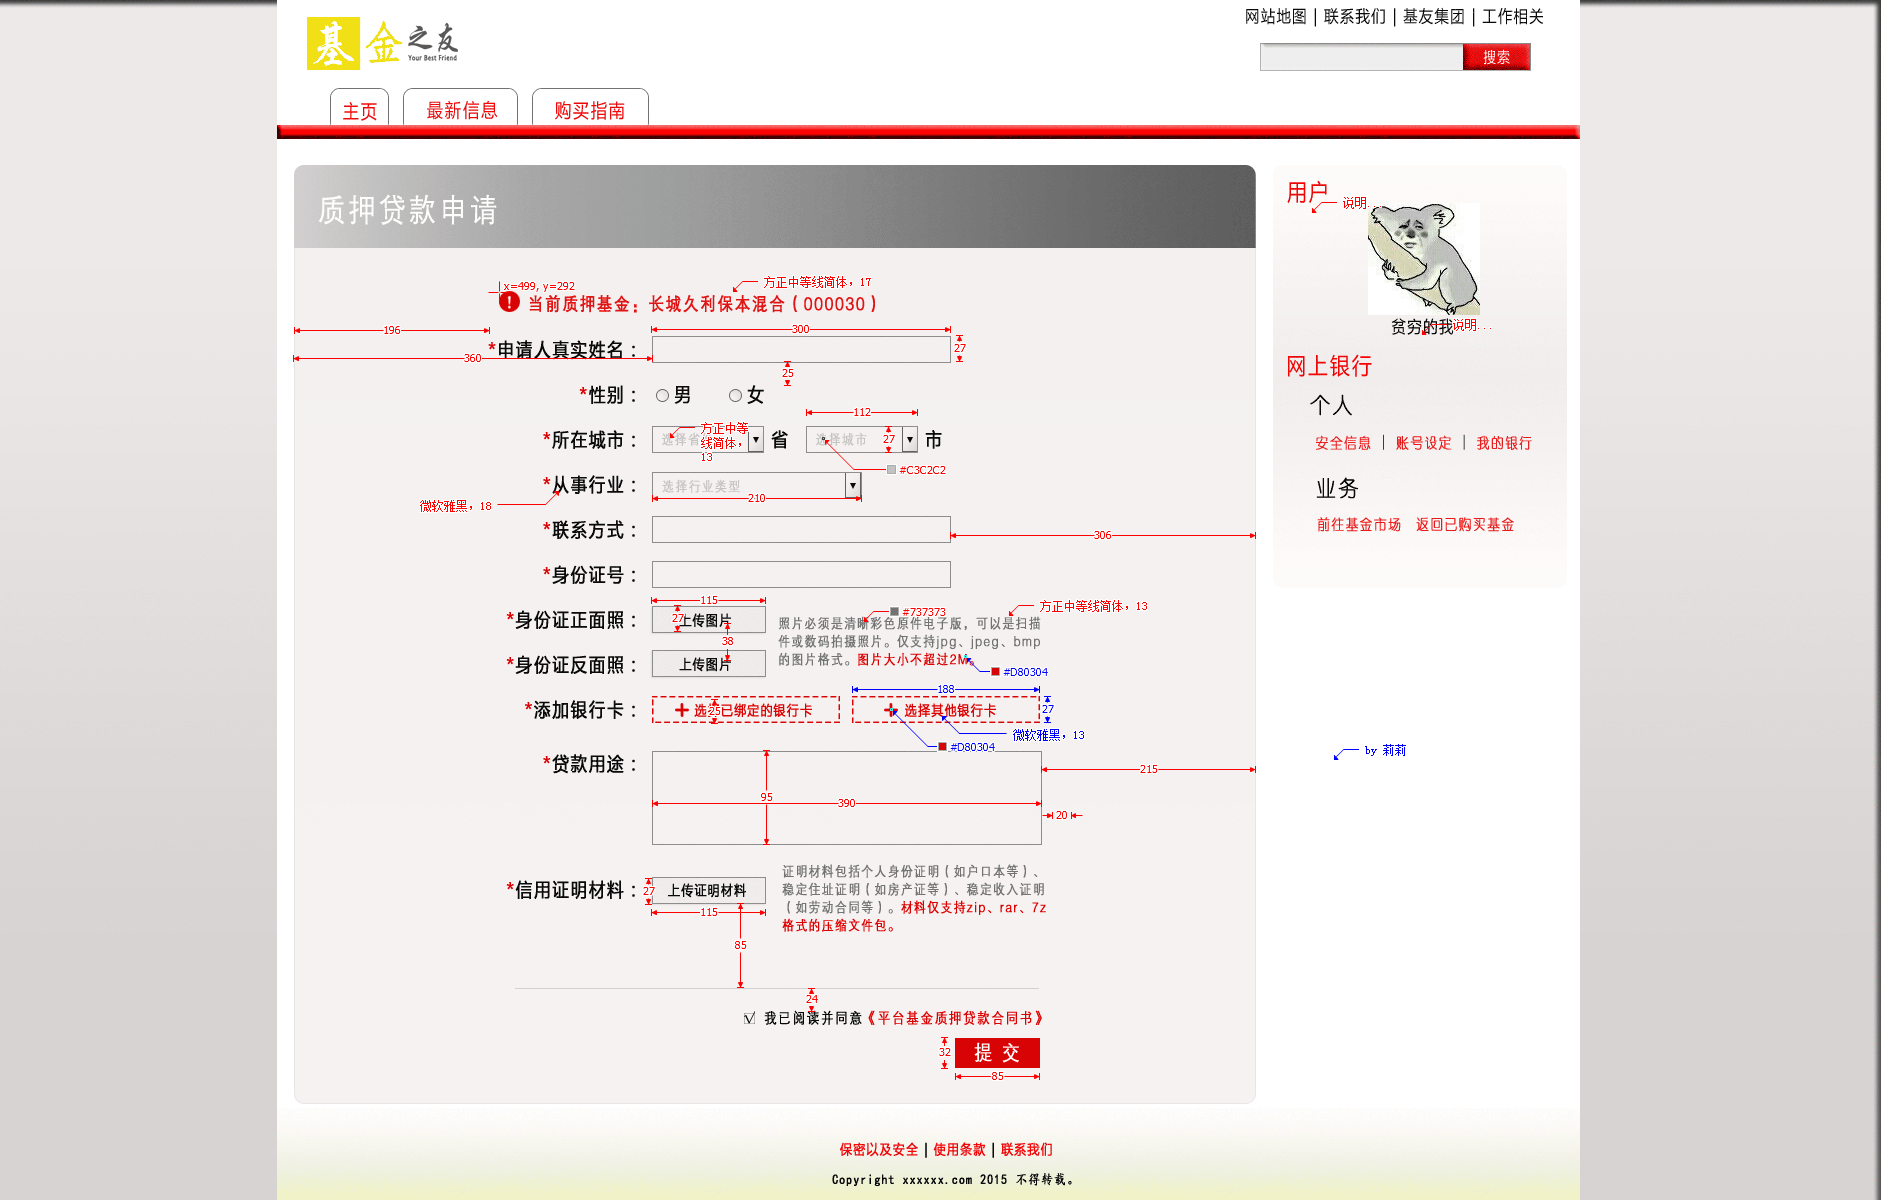 网站地图 | 联系我们 | 基友集团 | 工作相关
基金之友
Your Best Friend
搜索
主页
最新信息
购买指南
质押贷款申请
用户
说明...
x=499, y=292
方正中等线简体，17
! 当前质押基金：长城久利保本混合（000030）
196
300
贫穷的我
说明...
*申请人真实姓名：
27
360
网上银行
25
*性别： 男 女
个人
112
*所在城市： 选择省 省 选择城市 市
方正中等线简体，13
27
安全信息 | 账号设定 | 我的银行
#C3C2C2
*从事行业： 选择行业类型
业务
210
微软雅黑，18
*联系方式：
前往基金市场 返回已购买基金
306
*身份证号：
115
#737373
方正中等线简体，13
*身份证正面照： 上传图片
27
照片必须是清晰彩色原件电子版，可以是扫描
件或数码拍摄照片。仅支持jpg、jpeg、bmp
的图片格式。图片大小不超过2M。
38
*身份证反面照： 上传图片
#D80304
188
*添加银行卡： 选择已绑定的银行卡 选择其他银行卡
25
27
微软雅黑，13
#D80304
by 莉莉
*贷款用途：
215
95
390
20
证明材料包括个人身份证明（如户口本等）、
稳定住址证明（如房产证等）、稳定收入证明
（如劳动合同等）。材料仅支持zip、rar、7z
格式的压缩文件包。
*信用证明材料： 上传证明材料
27
115
85
24
我已阅读并同意《平台基金质押贷款合同书》
提 交
32
85
保密以及安全 | 使用条款 | 联系我们
Copyright xxxxxx.com 2015 不得转载。